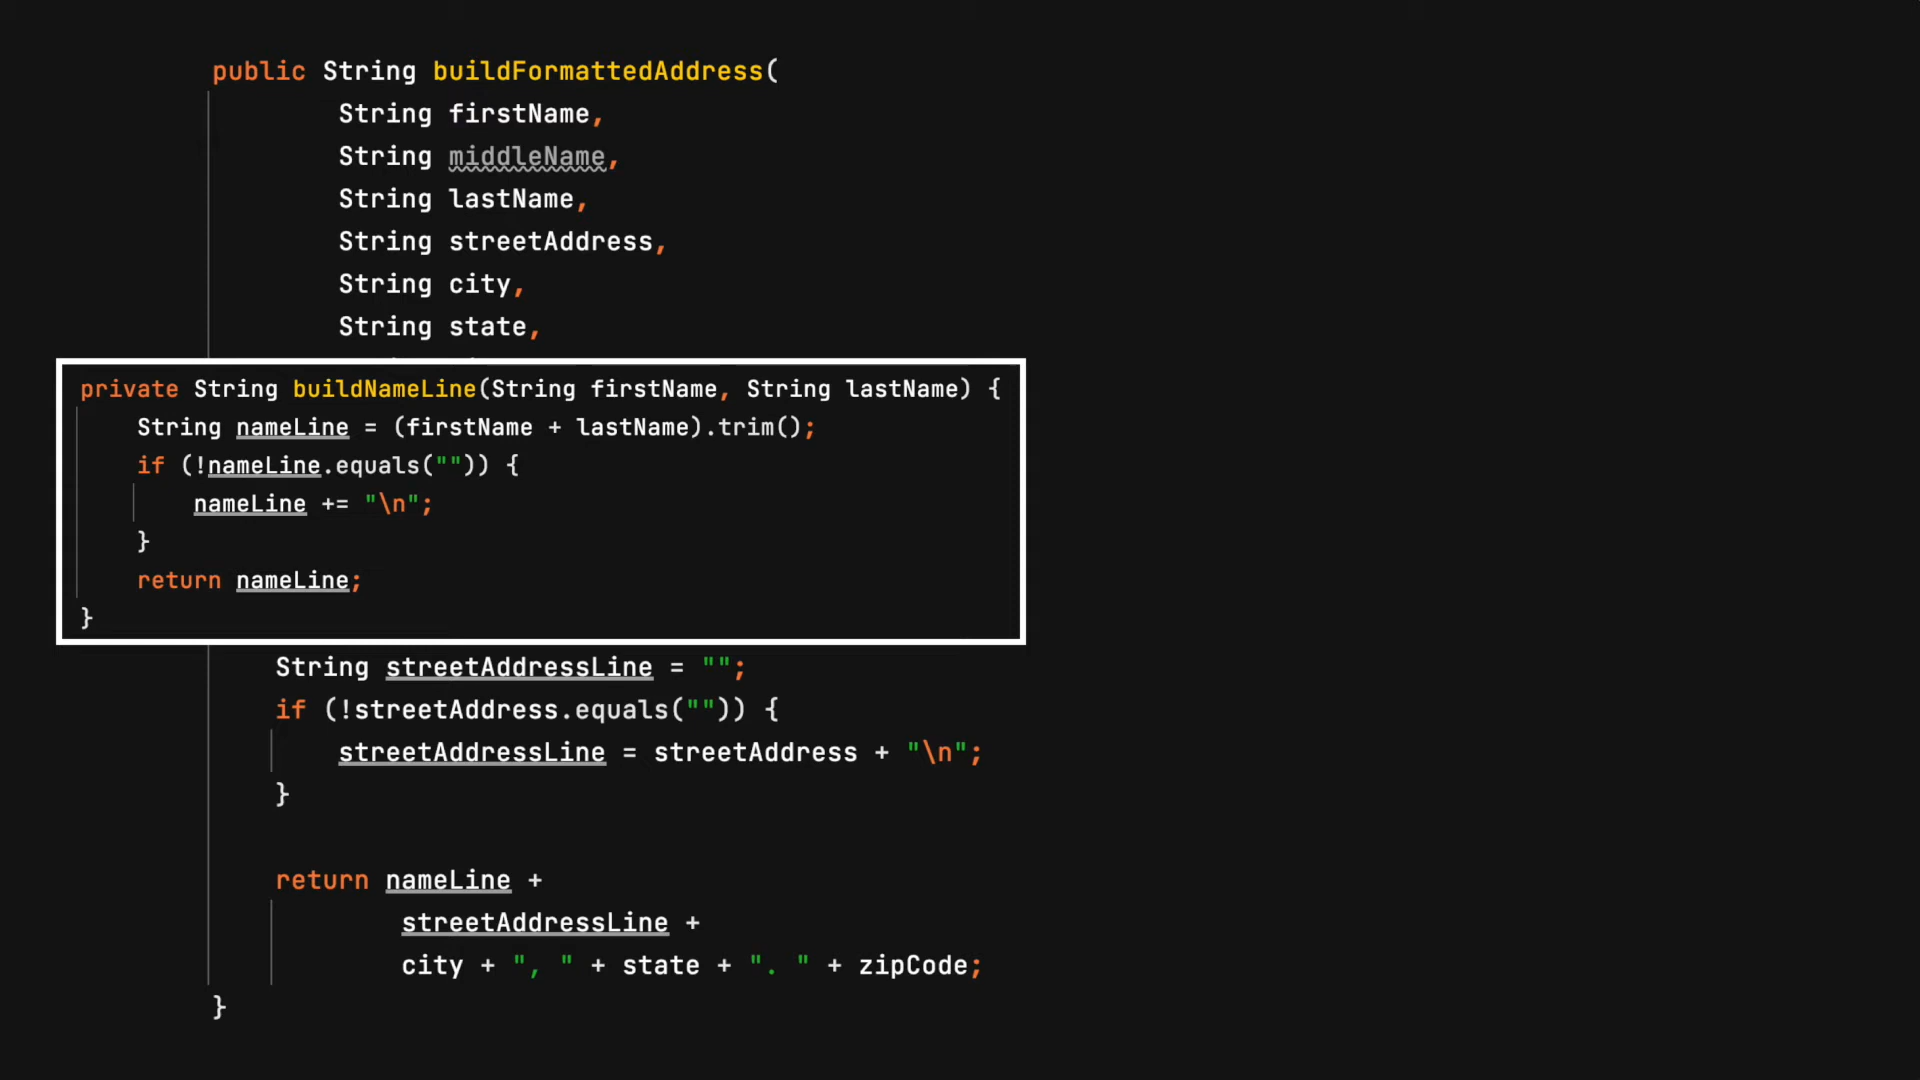 public String buildFormattedAddress(
String firstName,
String middleName,
String lastName,
String streetAddress,
String city,
String state,
private String buildNameLine(String firstName, String lastName) {
String nameLine = (firstName + lastName).trim();
if (!nameLine.equals("")) {
nameLine += "\n";
}
return nameLine;
}
String streetAddressLine = "";
if (!streetAddress.equals("")) {
streetAddressLine = streetAddress + "\n";
}
return nameLine +
streetAddressLine +
city + ", " + state + ". " + zipCode;
}